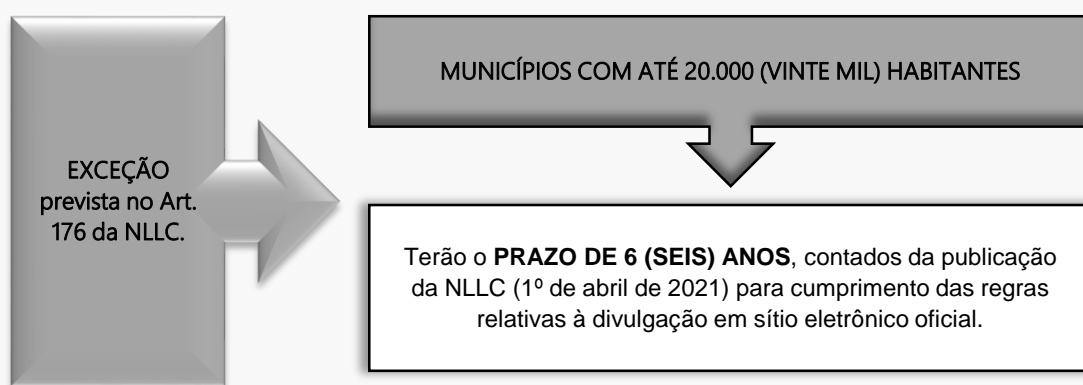 EXCEÇÃO
prevista no Art.
176 da NLLC.
MUNICÍPIOS COM ATÉ 20.000 (VINTE MIL) HABITANTES
Terão o PRAZO DE 6 (SEIS) ANOS, contados da publicação
da NLLC (1º de abril de 2021) para cumprimento das regras
relativas à divulgação em sítio eletrônico oficial.